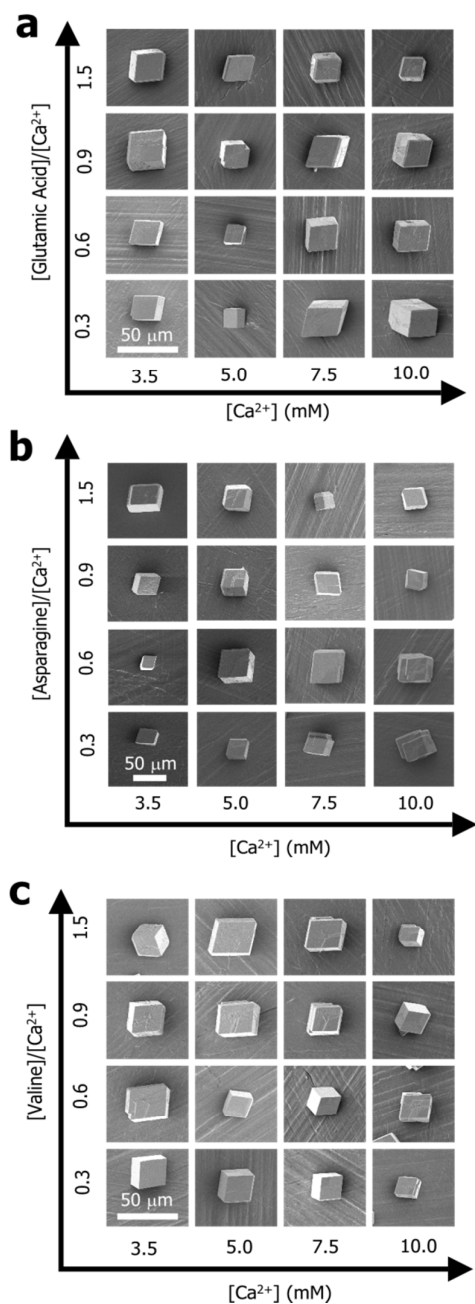 a
[Glutamic Acid]/[Ca²⁺]
1.5
0.9
0.6
0.3
50 μm
3.5 5.0 7.5 10.0
[Ca²⁺] (mM)
b
[Asparagine]/[Ca²⁺]
1.5
0.9
0.6
0.3
50 μm
3.5 5.0 7.5 10.0
[Ca²⁺] (mM)
c
[Valine]/[Ca²⁺]
1.5
0.9
0.6
0.3
50 μm
3.5 5.0 7.5 10.0
[Ca²⁺] (mM)